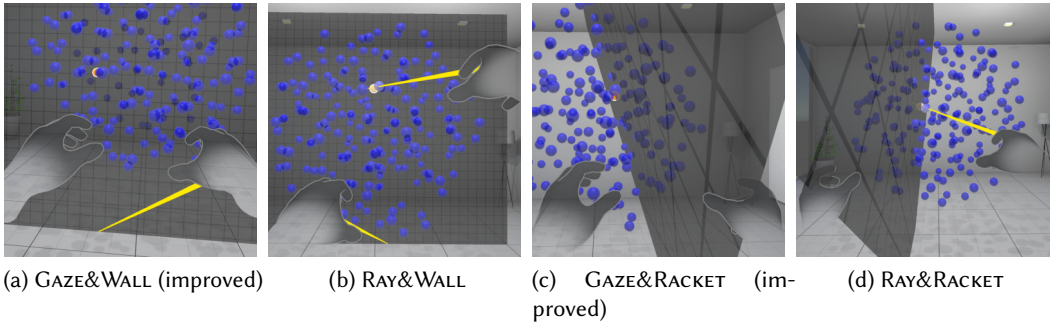 (a) GAZE&WALL (improved)
(b) RAY&WALL
(c) GAZE&RACKET (im-
proved)
(d) RAY&RACKET